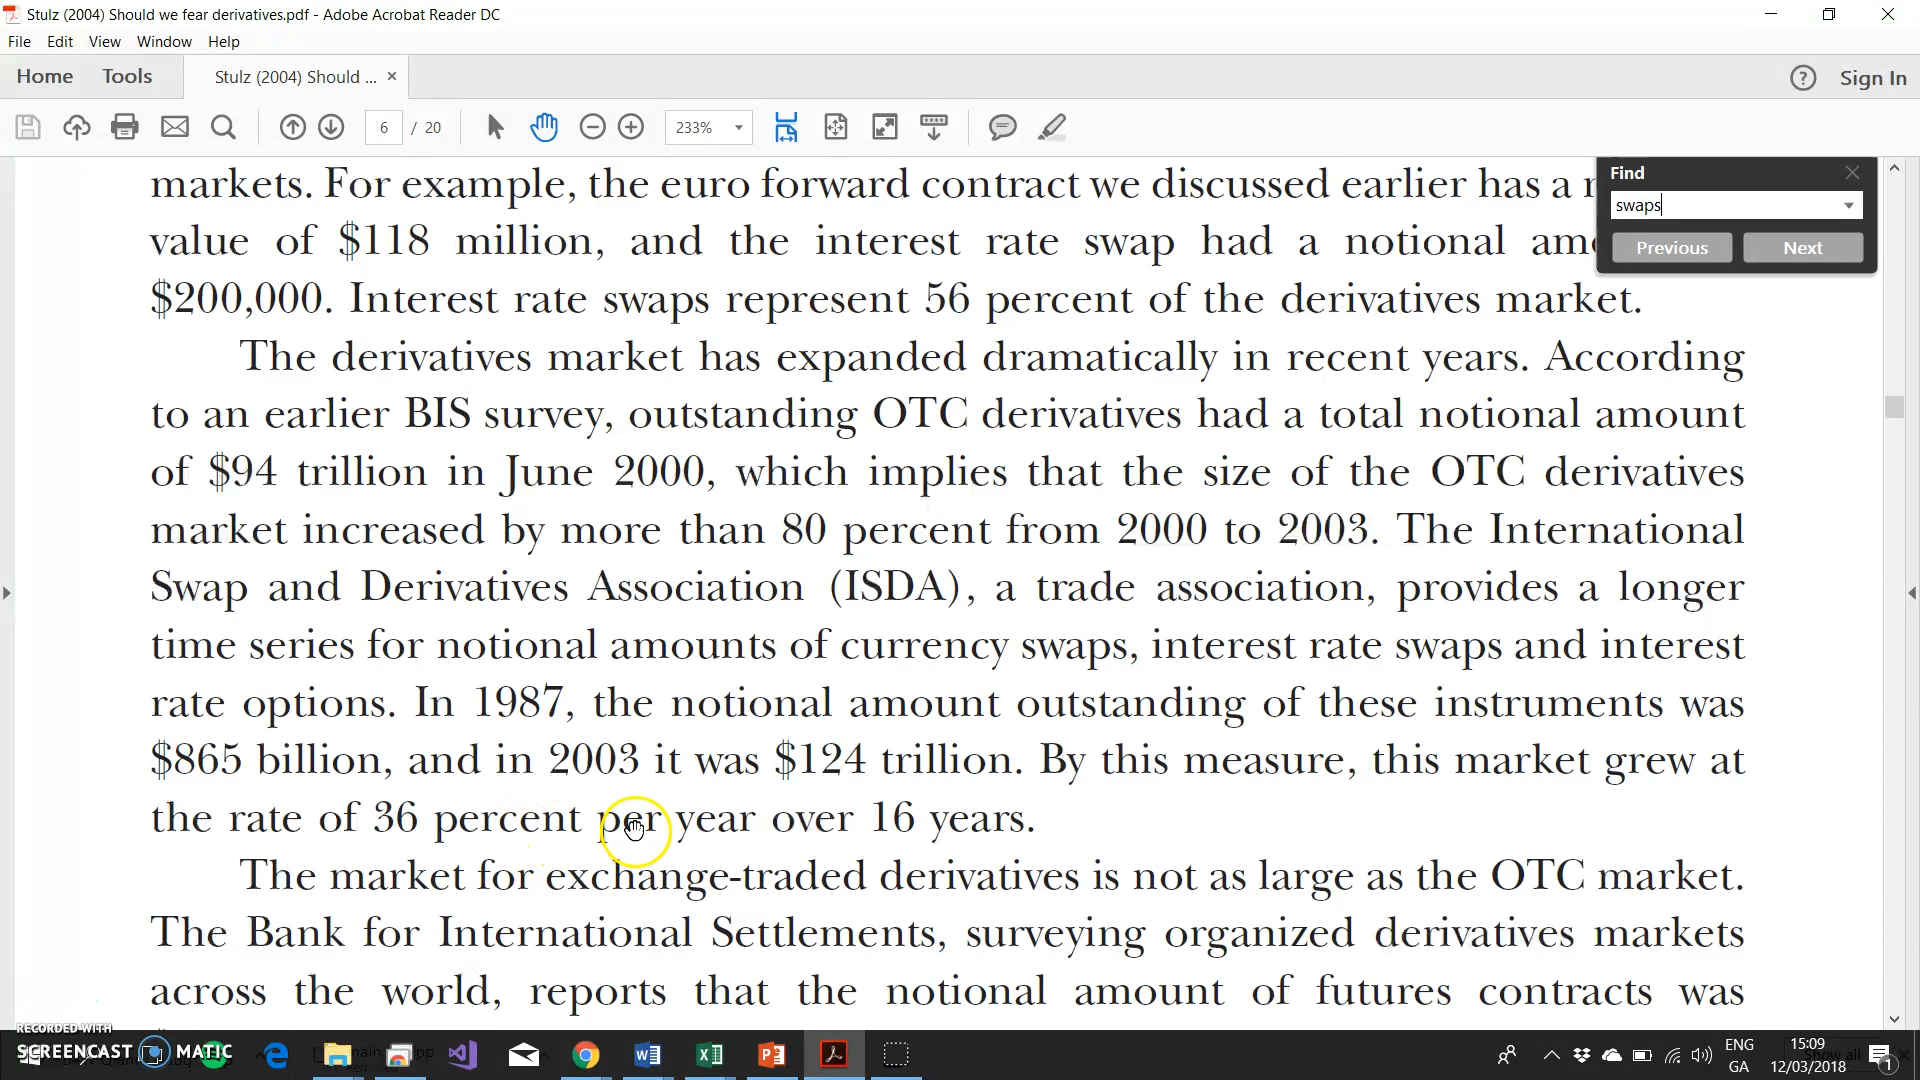 Stulz (2004) Should we fear derivatives.pdf - Adobe Acrobat Reader DC
File Edit View Window Help
Home Tools Stulz (2004) Should ... × Sign In
6 / 20 233%
Find
swaps
Previous Next
markets. For example, the euro forward contract we discussed earlier has a
value of $118 million, and the interest rate swap had a notional
$200,000. Interest rate swaps represent 56 percent of the derivatives market.
The derivatives market has expanded dramatically in recent years. According
to an earlier BIS survey, outstanding OTC derivatives had a total notional amount
of $94 trillion in June 2000, which implies that the size of the OTC derivatives
market increased by more than 80 percent from 2000 to 2003. The International
Swap and Derivatives Association (ISDA), a trade association, provides a longer
time series for notional amounts of currency swaps, interest rate swaps and interest
rate options. In 1987, the notional amount outstanding of these instruments was
$865 billion, and in 2003 it was $124 trillion. By this measure, this market grew at
the rate of 36 percent per year over 16 years.
The market for exchange-traded derivatives is not as large as the OTC market.
The Bank for International Settlements, surveying organized derivatives markets
across the world, reports that the notional amount of futures contracts was
RECORDED WITH
SCREENCAST MATIC
ENG
GA
15:09
12/03/2018
1